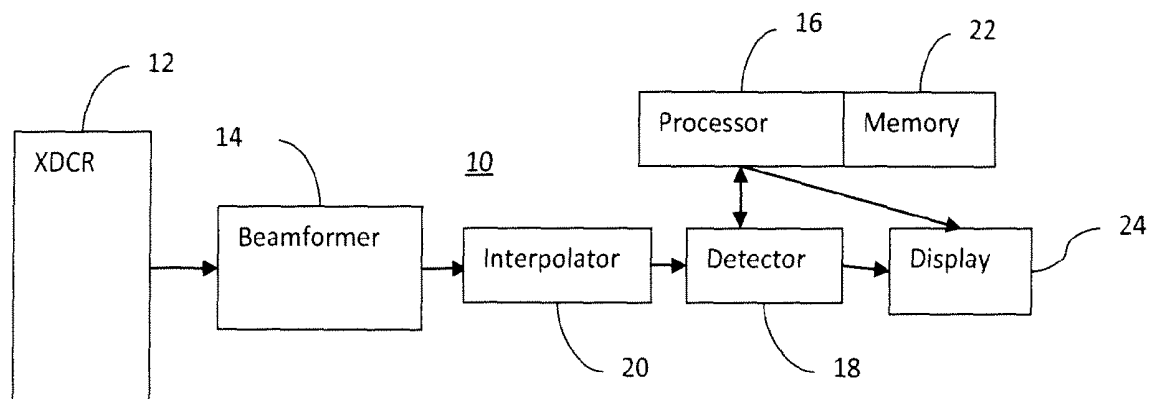 16
22
12
Processor
Memory
XDCR
14
10
Beamformer
24
Interpolator
Detector
Display
20
18